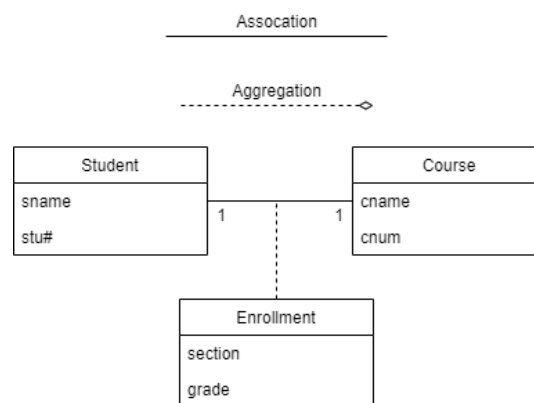 Assocation
Aggregation
Student
sname
stu#
1
1
Course
cname
cnum
Enrollment
section
grade